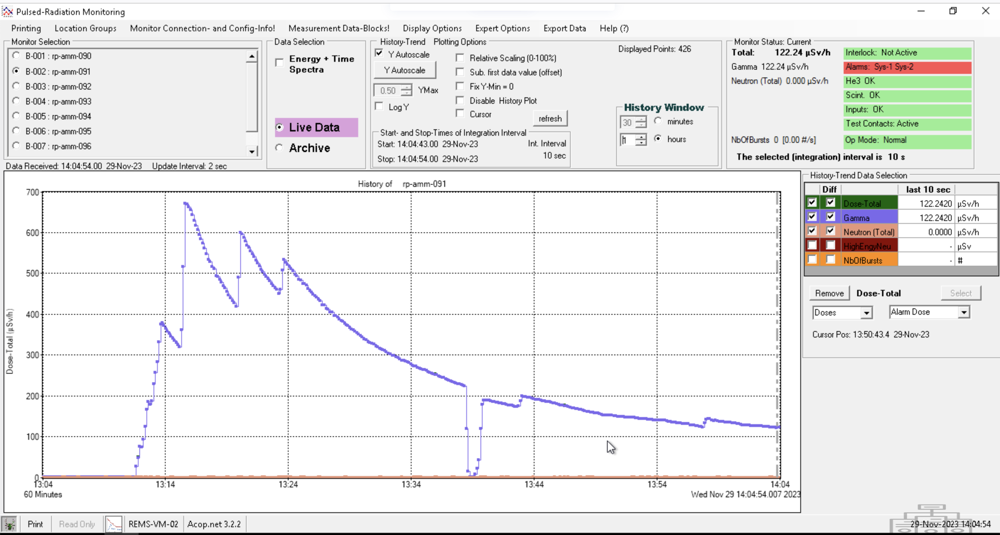 Pulsed-Radiation Monitoring
Printing Location Groups Monitor Connection- and Config-Info! Measurement Data-Blocks! Display Options Expert Options Export Data Help (?)
Monitor Selection
B-001 : rp-amm-090
B-002 : rp-amm-091
B-003 : rp-amm-092
B-004 : rp-amm-093
B-005 : rp-amm-094
B-006 : rp-amm-095
B-007 : rp-amm-096
Data Received: 14:04:54.00 29-Nov-23 Update Interval: 2 sec
Data Selection
Energy + Time
Spectra
Live Data
Archive
History-Trend Plotting Options
Y Autoscale
Y Autoscale
0.50 YMax
Log Y
Relative Scaling (0-100%)
Sub. first data value (offset)
Fix Y-Min = 0
Disable History Plot
Cursor
refresh
Displayed Points: 426
History Window
30 minutes
hours
Start- and Stop-Times of Integration Interval
Start: 14:04:43.00 29-Nov-23 Int. Interval
Stop: 14:04:54.00 29-Nov-23 10 sec
Monitor Status: Current
Total: 122.24 µSv/h
Gamma 122.24 µSv/h
Neutron (Total) 0.000 µSv/h
NbOfBursts 0 [0.00 #/s]
Interlock: Not Active
Alarms: Sys-1 Sys-2
He3 OK
Scint. OK
Inputs: OK
Test Contacts: Active
Op Mode: Normal
The selected (integration) interval is 10 s
History of rp-amm-091
Dose-Total (µSv/h)
700
600
500
400
300
200
100
0
13:04 13:14 13:24 13:34 13:44 13:54 14:04
60 Minutes Wed Nov 29 14:04:54.007 2023
History-Trend Data Selection
Diff last 10 sec
Dose-Total 122.2420 µSv/h
Gamma 122.2420 µSv/h
Neutron (Total) 0.0000 µSv/h
HighEngyNeu - µSv
NbOfBursts - #
Remove Dose-Total Select
Doses Alarm Dose
Cursor Pos: 13:50:43.4 29-Nov-23
Print Read Only REMS-VM-02 Acop.net 3.2.2 29-Nov-2023 14:04:54